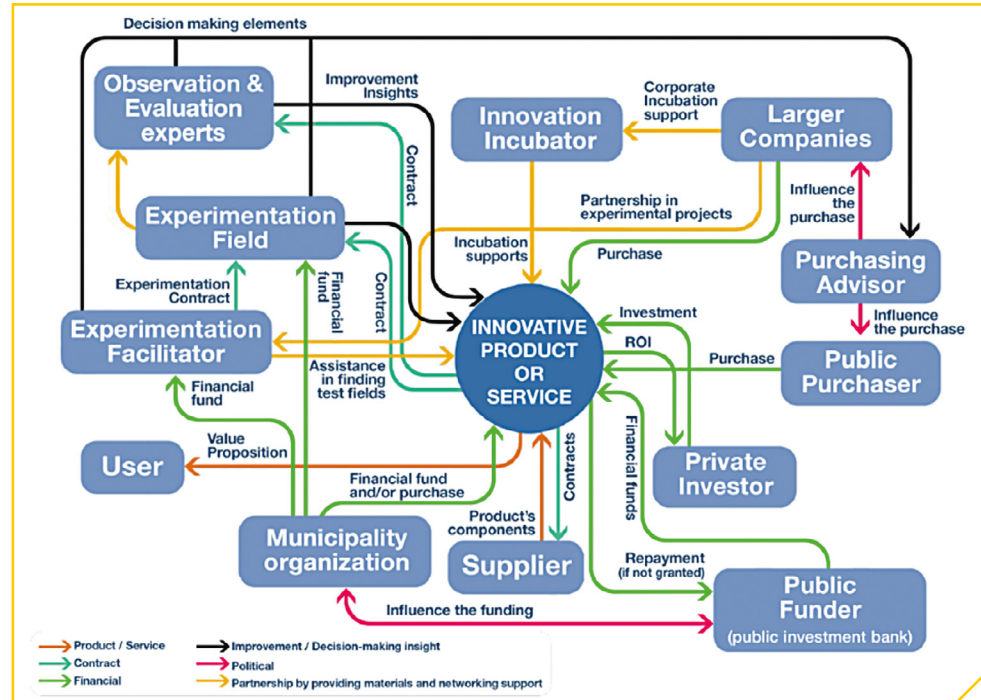 Decision making elements
Observation &
Evaluation
experts
Improvement
Insights
Innovation
Incubator
Corporate
Incubation
support
Larger
Companies
Contract
Partnership in
experimental projects
Influence
the
purchase
Experimentation
Field
Incubation
supports
Purchase
Purchasing
Advisor
Experimentation
Contract
Financial
fund
Contract
Influence
the purchase
Experimentation
Facilitator
INNOVATIVE
PRODUCT
OR
SERVICE
Investment
ROI
Purchase
Public
Purchaser
Financial
fund
Assistance
in finding
test fields
User
Value
Proposition
Financial fund
and/or purchase
Contracts
Financial funds
Private
Investor
Product's
components
Municipality
organization
Supplier
Repayment
(if not granted)
Public
Funder
(public investment bank)
Influence the funding
Product / Service
Contract
Financial
Improvement / Decision-making insight
Political
Partnership by providing materials and networking support